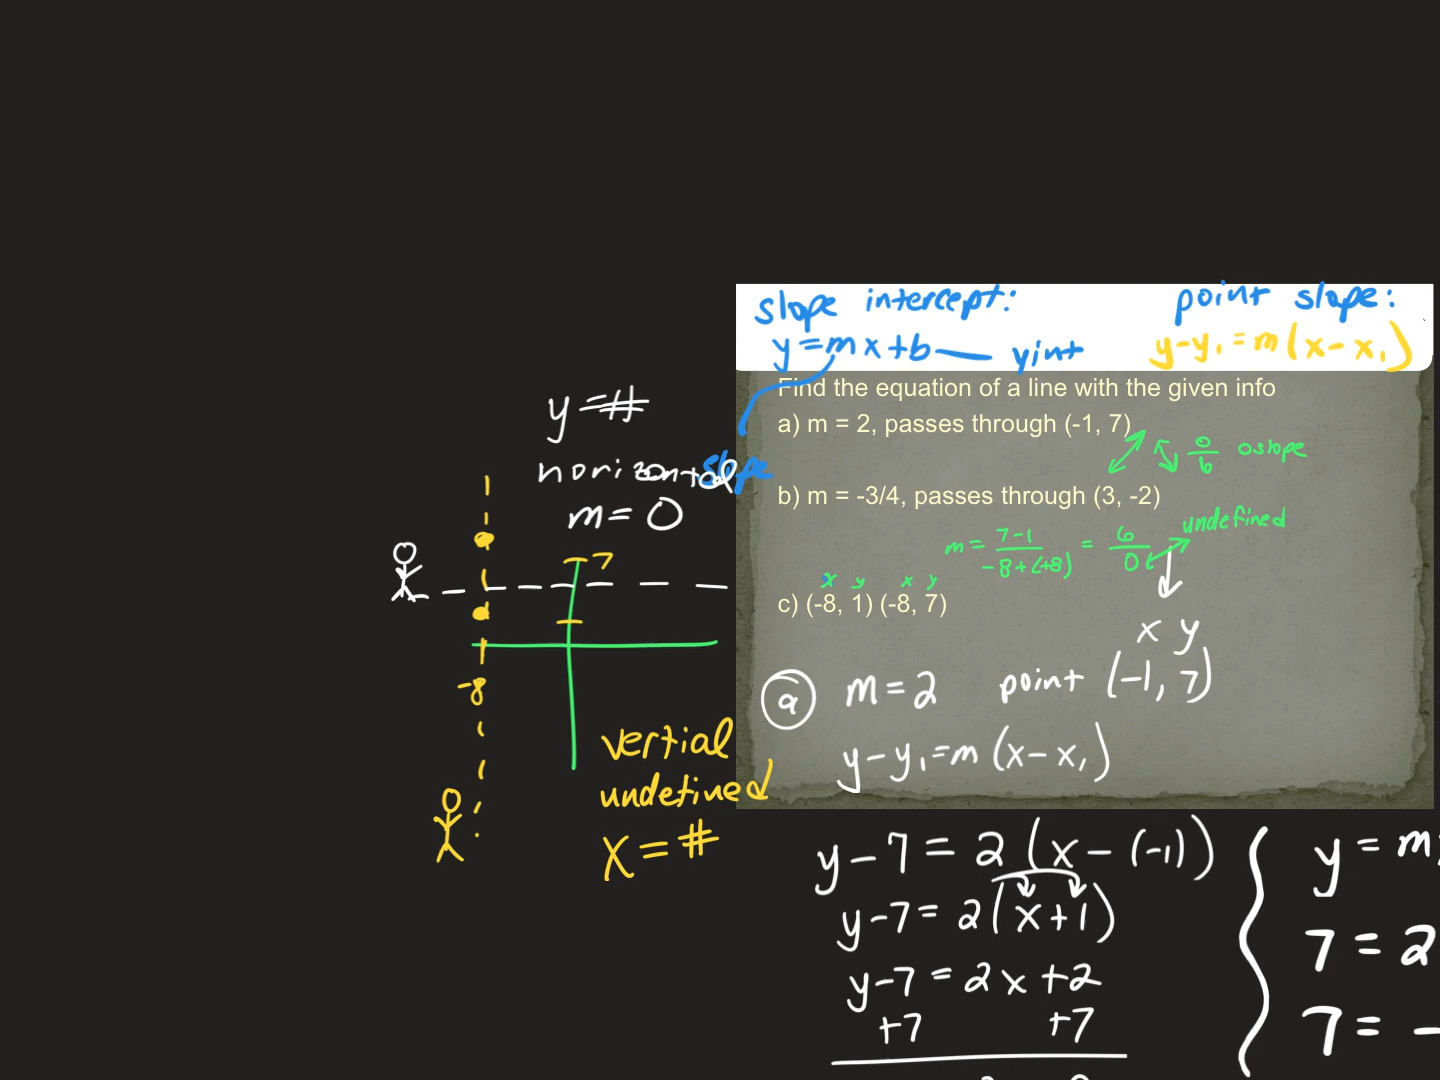 slope intercept:
y=mx+b — yint
slope
point slope:
y-y₁=m(x-x₁)
Find the equation of a line with the given info
a) m = 2, passes through (-1, 7)
0/6 0slope
b) m = -3/4, passes through (3, -2)
m = 7-1/-8+(+8) = 6/0 undefined
x y x y
c) (-8, 1) (-8, 7)
y=#
horizontal
m=0
7
-8
vertial
undefined
X=#
x y
a m=2 point (-1, 7)
y-y₁=m(x-x₁)
y-7=2(x-(-1))
y-7=2(x+1)
y-7=2x+2
+7 +7
y=m
7=2
7=-